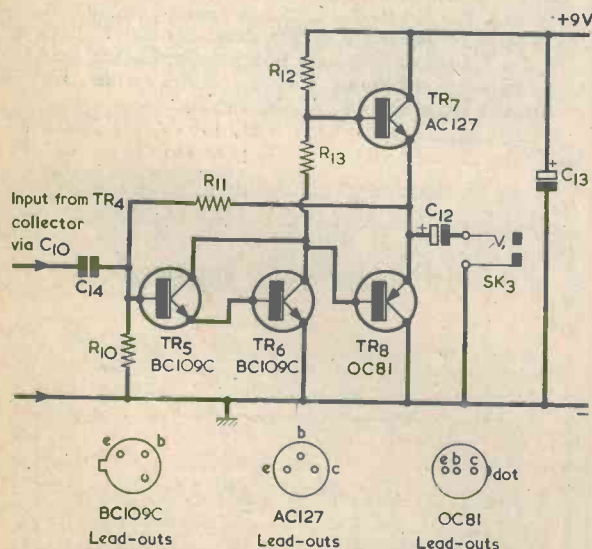 +9V
R12
TR7
AC127
R13
R11
Input from TR4
collector
via C10
C12
C13
C14
SK3
R10
TR5
BC109C
TR6
BC109C
TR8
OC81
−
e b
b
e c
e b c
dot
BC109C
Lead-outs
AC127
Lead-outs
OC81
Lead-outs